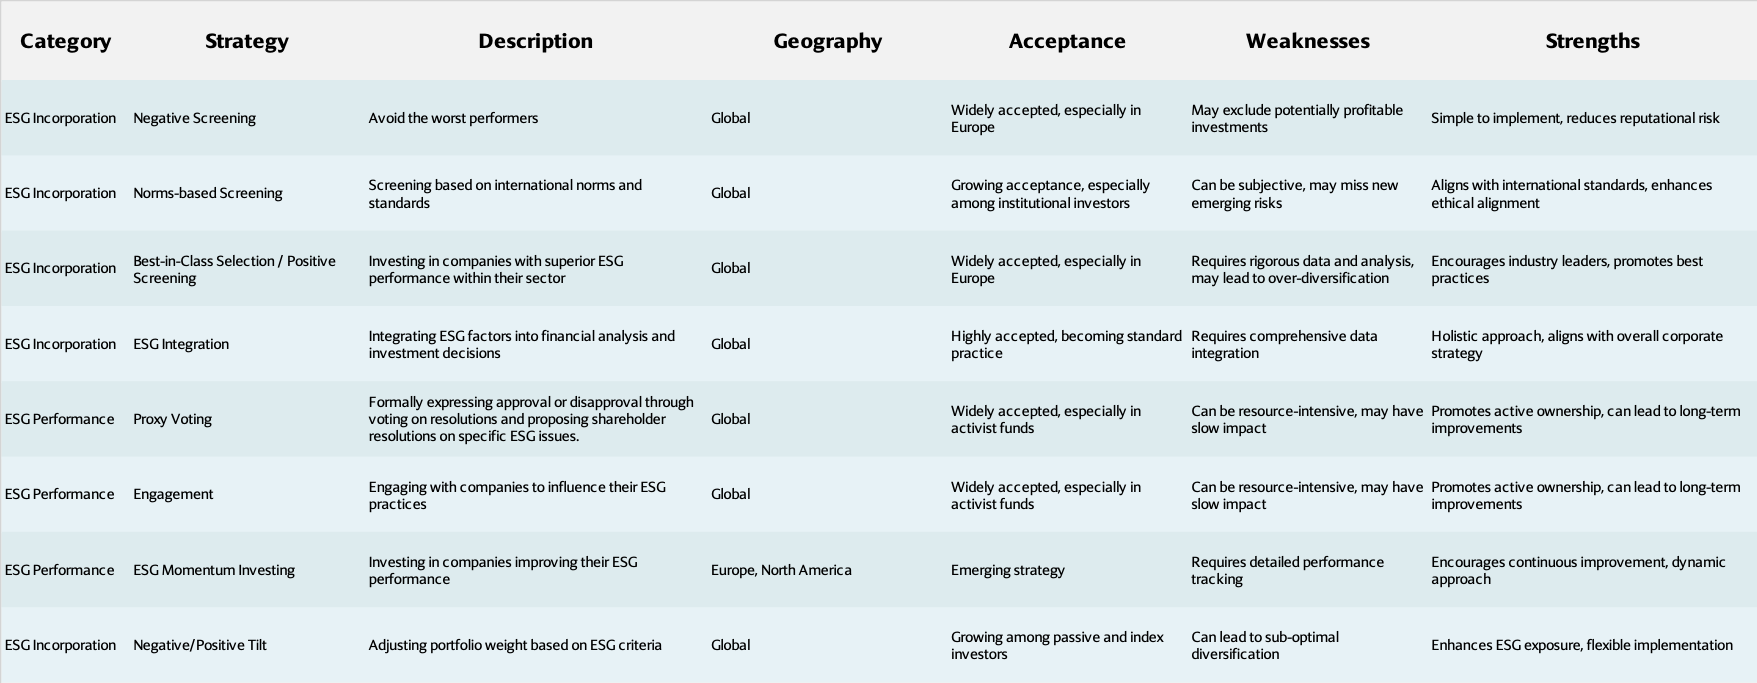 Category Strategy Description Geography Acceptance Weaknesses Strengths
ESG Incorporation Negative Screening Avoid the worst performers Global Widely accepted, especially in Europe May exclude potentially profitable investments Simple to implement, reduces reputational risk
ESG Incorporation Norms-based Screening Screening based on international norms and standards Global Growing acceptance, especially among institutional investors Can be subjective, may miss new emerging risks Aligns with international standards, enhances ethical alignment
ESG Incorporation Best-in-Class Selection / Positive Screening Investing in companies with superior ESG performance within their sector Global Widely accepted, especially in Europe Requires rigorous data and analysis, may lead to over-diversification Encourages industry leaders, promotes best practices
ESG Incorporation ESG Integration Integrating ESG factors into financial analysis and investment decisions Global Highly accepted, becoming standard practice Requires comprehensive data integration Holistic approach, aligns with overall corporate strategy
ESG Performance Proxy Voting Formally expressing approval or disapproval through voting on resolutions and proposing shareholder resolutions on specific ESG issues. Global Widely accepted, especially in activist funds Can be resource-intensive, may have slow impact Promotes active ownership, can lead to long-term improvements
ESG Performance Engagement Engaging with companies to influence their ESG practices Global Widely accepted, especially in activist funds Can be resource-intensive, may have slow impact Promotes active ownership, can lead to long-term improvements
ESG Performance ESG Momentum Investing Investing in companies improving their ESG performance Europe, North America Emerging strategy Requires detailed performance tracking Encourages continuous improvement, dynamic approach
ESG Incorporation Negative/Positive Tilt Adjusting portfolio weight based on ESG criteria Global Growing among passive and index investors Can lead to sub-optimal diversification Enhances ESG exposure, flexible implementation